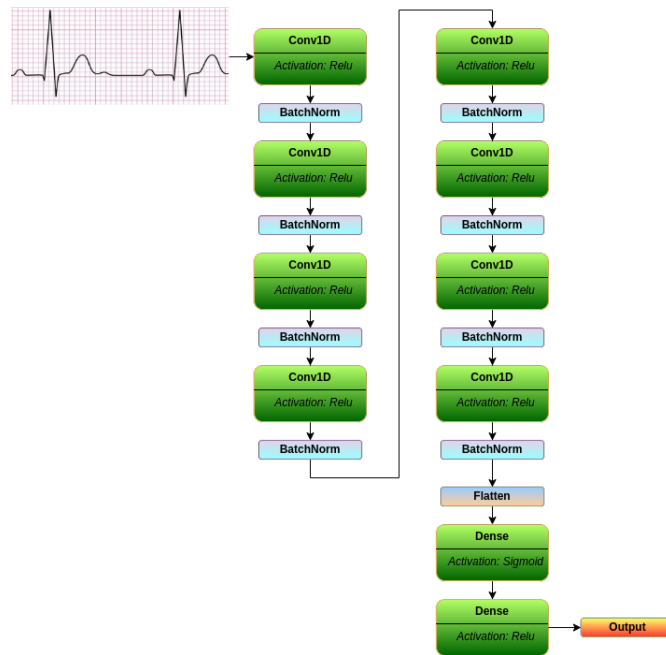 Conv1D
Activation: Relu
BatchNorm
Conv1D
Activation: Relu
BatchNorm
Conv1D
Activation: Relu
BatchNorm
Conv1D
Activation: Relu
BatchNorm
Conv1D
Activation: Relu
BatchNorm
Conv1D
Activation: Relu
BatchNorm
Conv1D
Activation: Relu
BatchNorm
Conv1D
Activation: Relu
BatchNorm
Flatten
Dense
Activation: Sigmoid
Dense
Activation: Relu
Output